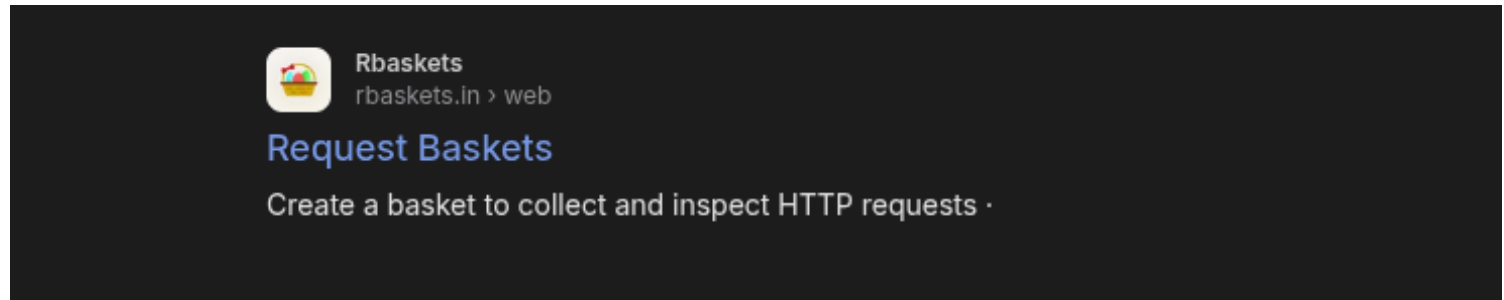 Rbaskets
rbaskets.in › web
Request Baskets
Create a basket to collect and inspect HTTP requests ·